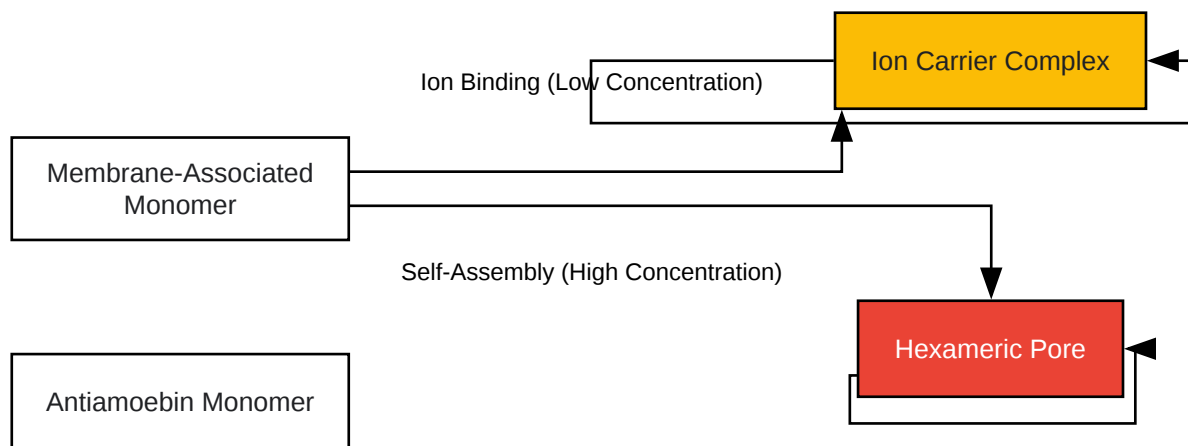 Ion Carrier Complex
Ion Binding (Low Concentration)
Membrane-Associated
Monomer
Self-Assembly (High Concentration)
Hexameric Pore
Antiamoebin Monomer